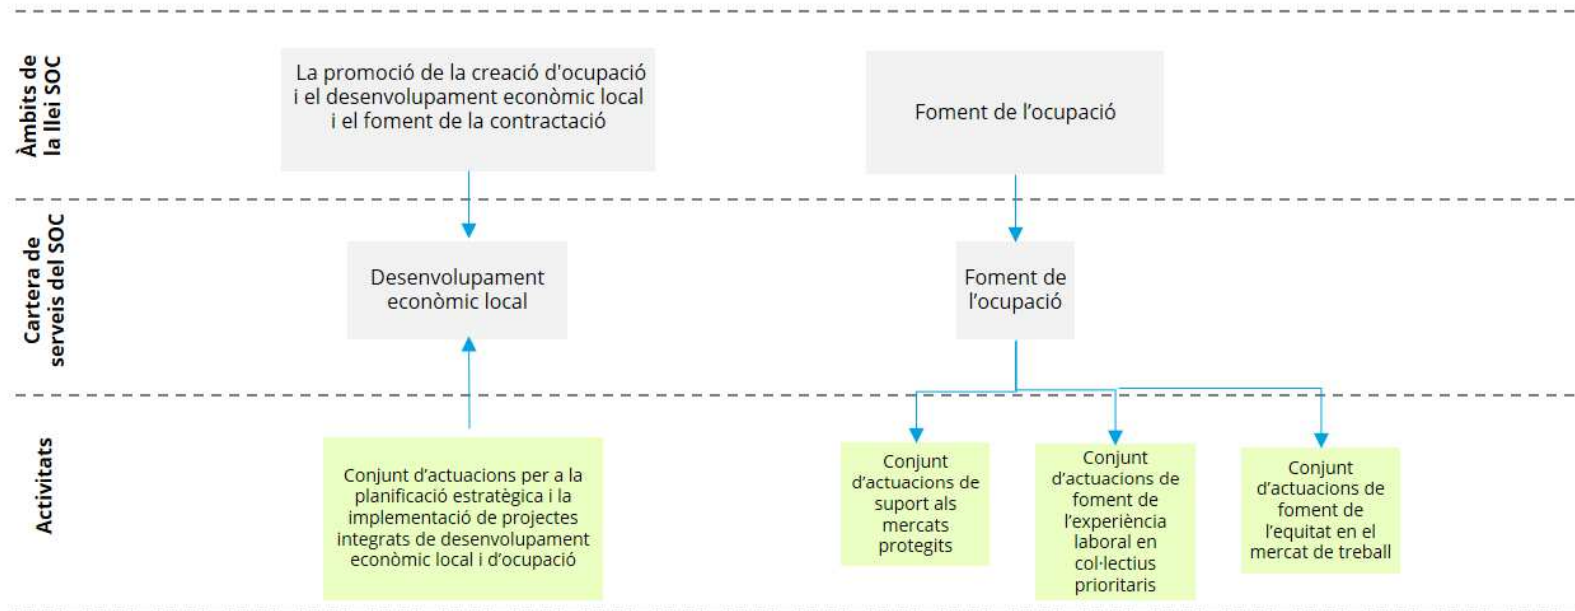 Àmbits de
la llei SOC
La promoció de la creació d'ocupació
i el desenvolupament econòmic local
i el foment de la contractació
Foment de l’ocupació
Cartera de
serveis del SOC
Desenvolupament
econòmic local
Foment de
l’ocupació
Activitats
Conjunt d’actuacions per a la
planificació estratègica i la
implementació de projectes
integrats de desenvolupament
econòmic local i d’ocupació
Conjunt
d’actuacions de
suport als
mercats
protegits
Conjunt
d’actuacions de
foment de
l’experiència
laboral en
col·lectius
prioritaris
Conjunt
d’actuacions de
foment de
l’equitat en el
mercat de treball